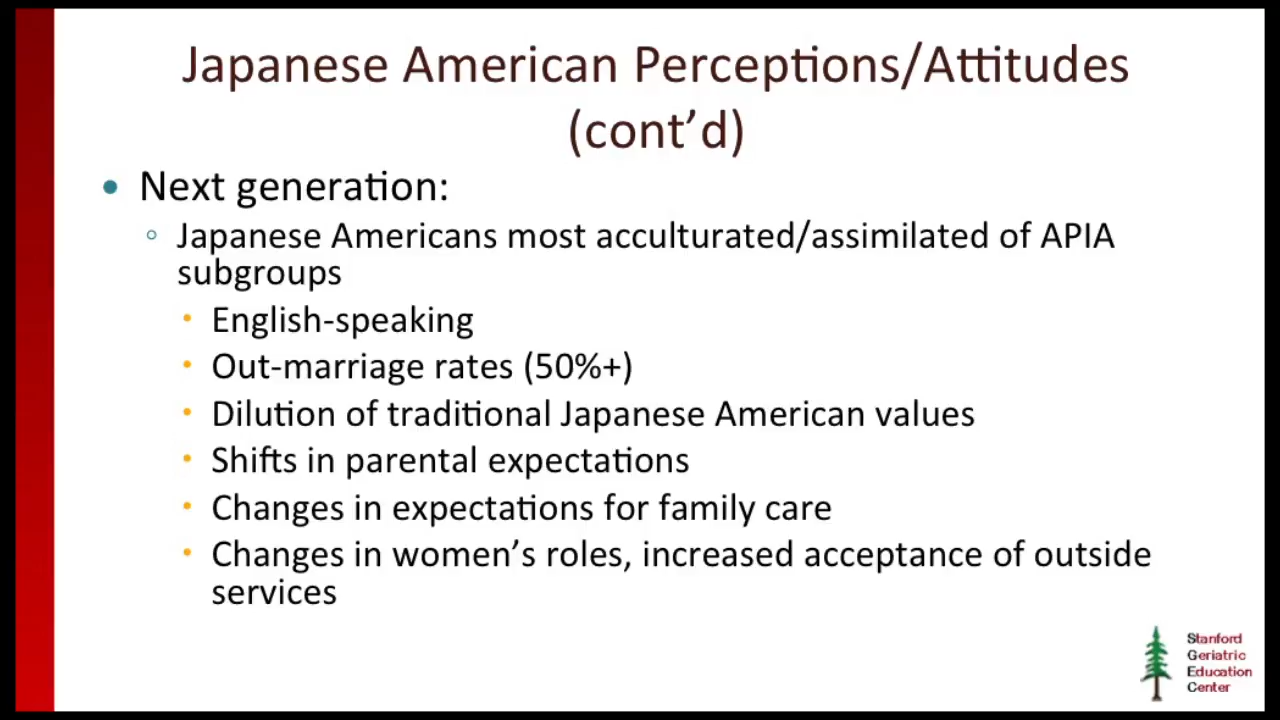 Japanese American Perceptions/Attitudes
(cont’d)
• Next generation:
◦ Japanese Americans most acculturated/assimilated of APIA
subgroups
• English-speaking
• Out-marriage rates (50%+)
• Dilution of traditional Japanese American values
• Shifts in parental expectations
• Changes in expectations for family care
• Changes in women’s roles, increased acceptance of outside
services
Stanford
Geriatric
Education
Center